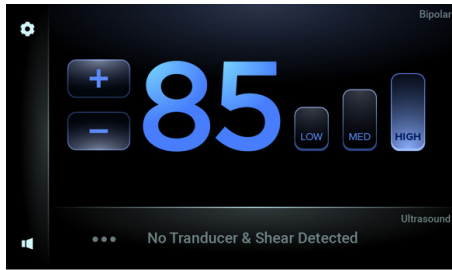 Bipolar
+
85
−
LOW
MED
HIGH
Ultrasound
No Tranducer & Shear Detected